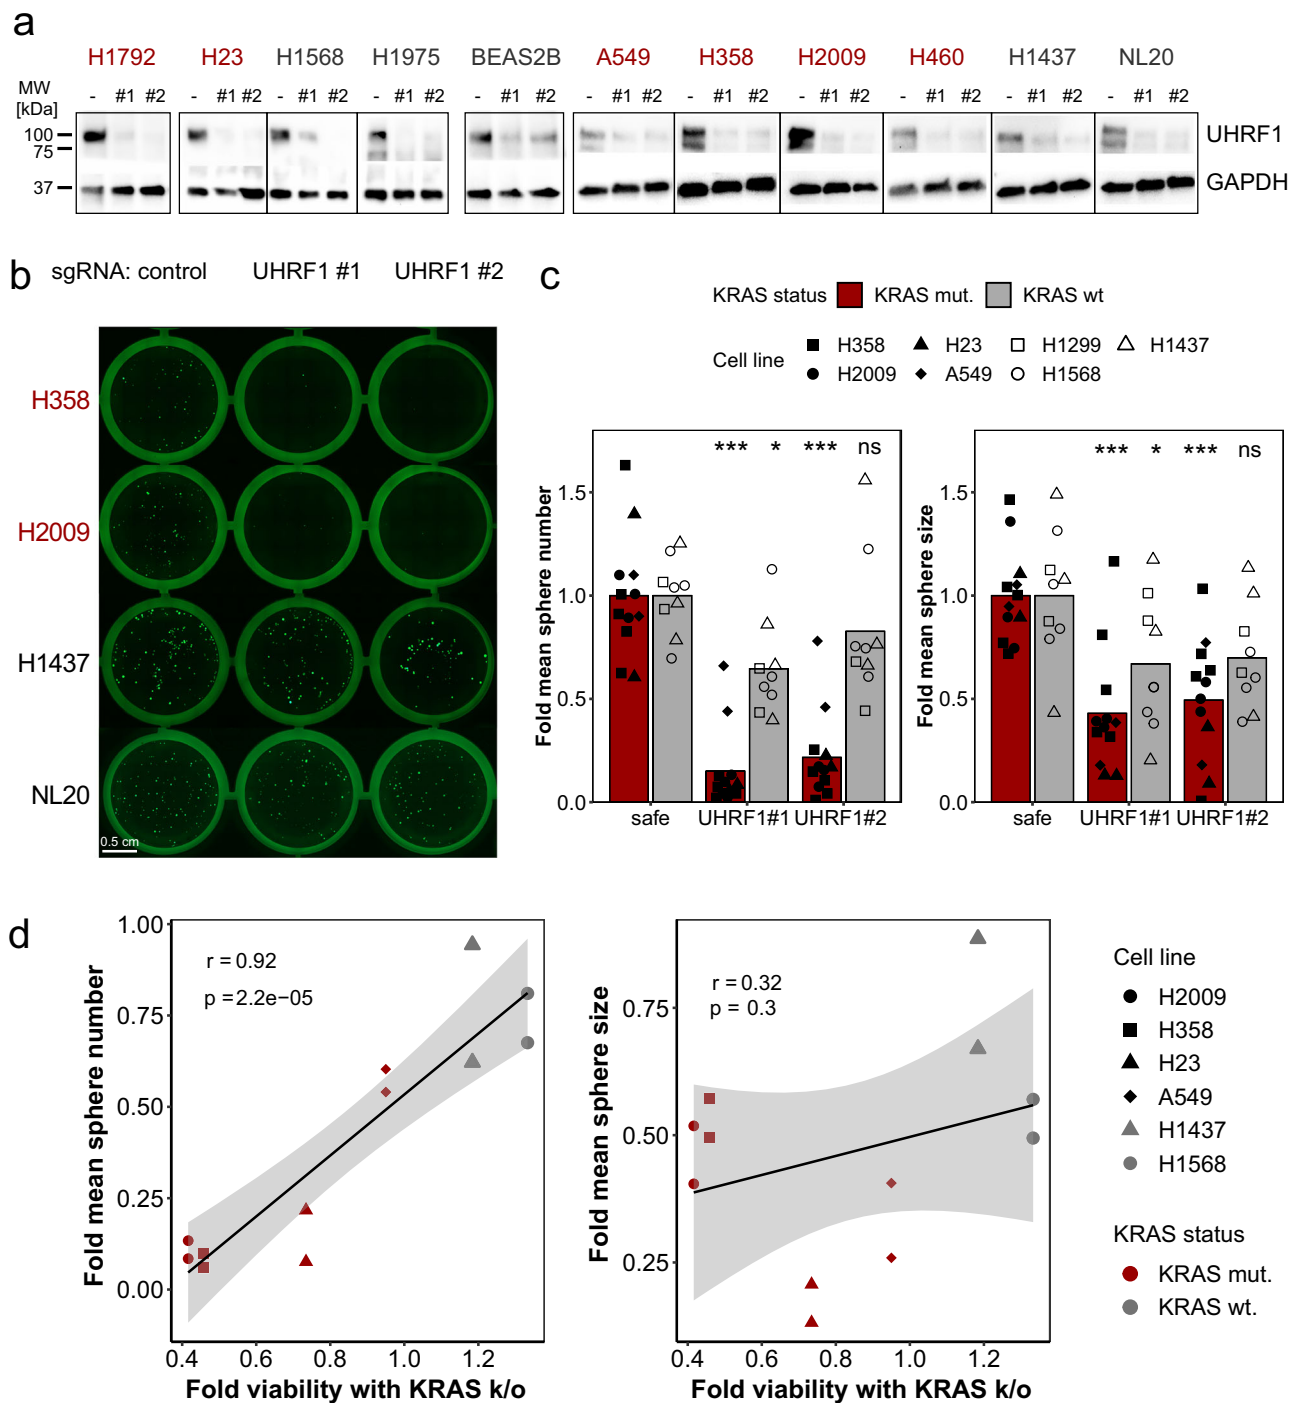 a
H1792 H23 H1568 H1975 BEAS2B A549 H358 H2009 H460 H1437 NL20
MW
[kDa]
- #1 #2 - #1 #2 - #1 #2 - #1 #2 - #1 #2 - #1 #2 - #1 #2 - #1 #2 - #1 #2 - #1 #2 - #1 #2
100
75
37
UHRF1
GAPDH
b
sgRNA: control UHRF1 #1 UHRF1 #2
H358
H2009
H1437
NL20
0.5 cm
c
KRAS status KRAS mut. KRAS wt
Cell line
H358 H23 H1299 H1437
H2009 A549 H1568
Fold mean sphere number
1.5
1.0
0.5
0.0
*** * *** ns
safe UHRF1#1 UHRF1#2
Fold mean sphere size
1.5
1.0
0.5
0.0
*** * *** ns
safe UHRF1#1 UHRF1#2
d
Fold mean sphere number
1.00
0.75
0.50
0.25
0.00
r = 0.92
p =2.2e−05
0.4 0.6 0.8 1.0 1.2
Fold viability with KRAS k/o
Fold mean sphere size
0.75
0.50
0.25
r = 0.32
p = 0.3
0.4 0.6 0.8 1.0 1.2
Fold viability with KRAS k/o
Cell line
H2009
H358
H23
A549
H1437
H1568
KRAS status
KRAS mut.
KRAS wt.